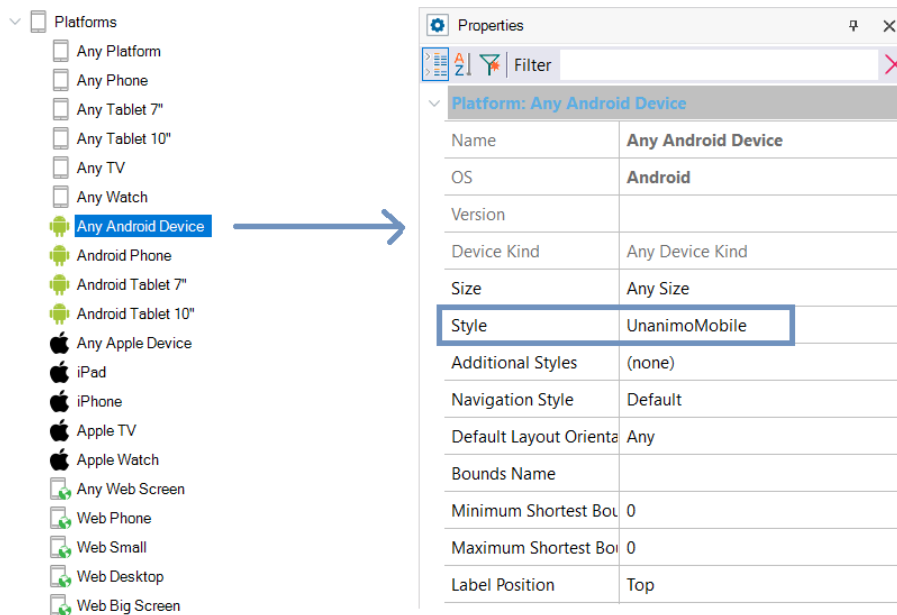 Platforms
Any Platform
Any Phone
Any Tablet 7"
Any Tablet 10"
Any TV
Any Watch
Any Android Device
Android Phone
Android Tablet 7"
Android Tablet 10"
Any Apple Device
iPad
iPhone
Apple TV
Apple Watch
Any Web Screen
Web Phone
Web Small
Web Desktop
Web Big Screen
Properties
A Z Filter
Platform: Any Android Device
Name Any Android Device
OS Android
Version
Device Kind Any Device Kind
Size Any Size
Style UnanimoMobile
Additional Styles (none)
Navigation Style Default
Default Layout Orienta Any
Bounds Name
Minimum Shortest Bou 0
Maximum Shortest Bou 0
Label Position Top